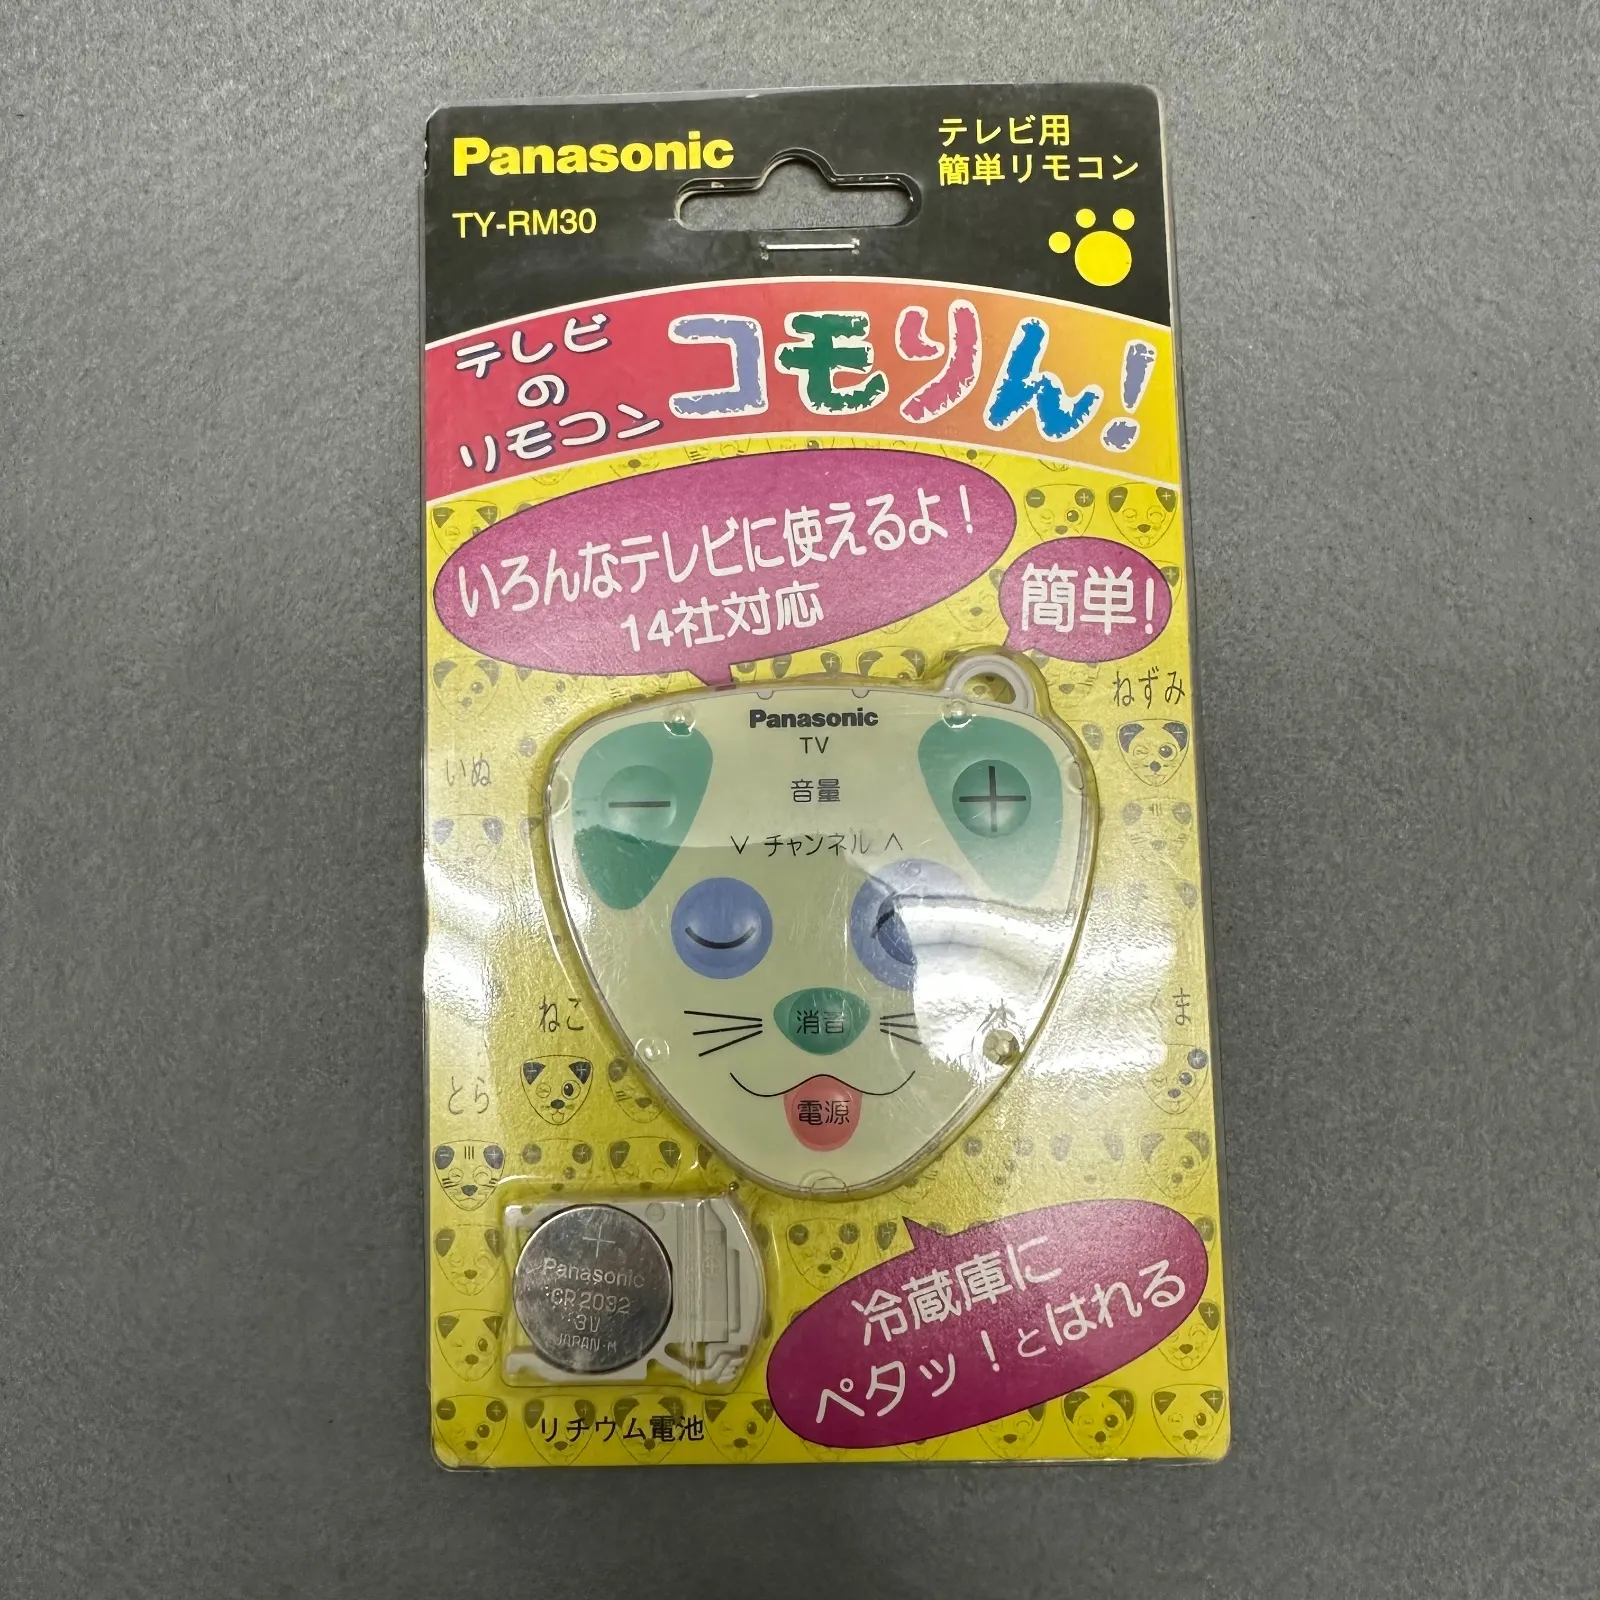 Panasonic
TY-RM30
テレビ用
簡単リモコン
テレビ
の
リモコン
コモりん!
いろんなテレビに使えるよ!
14社対応
簡単!
ねずみ
いぬ
Panasonic
TV
音量
− +
∨ チャンネル ∧
消音
電源
ねこ
くま
とら
Panasonic
CR2032
3V
JAPAN-M
リチウム電池
冷蔵庫に
ペタッ!とはれる